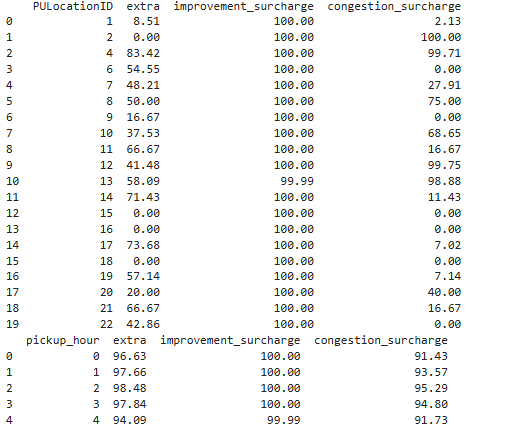 PULocationID extra improvement_surcharge congestion_surcharge
0 1 8.51 100.00 2.13
1 2 0.00 100.00 100.00
2 4 83.42 100.00 99.71
3 6 54.55 100.00 0.00
4 7 48.21 100.00 27.91
5 8 50.00 100.00 75.00
6 9 16.67 100.00 0.00
7 10 37.53 100.00 68.65
8 11 66.67 100.00 16.67
9 12 41.48 100.00 99.75
10 13 58.09 99.99 98.88
11 14 71.43 100.00 11.43
12 15 0.00 100.00 0.00
13 16 0.00 100.00 0.00
14 17 73.68 100.00 7.02
15 18 0.00 100.00 0.00
16 19 57.14 100.00 7.14
17 20 20.00 100.00 40.00
18 21 66.67 100.00 16.67
19 22 42.86 100.00 0.00
pickup_hour extra improvement_surcharge congestion_surcharge
0 0 96.63 100.00 91.43
1 1 97.66 100.00 93.57
2 2 98.48 100.00 95.29
3 3 97.84 100.00 94.80
4 4 94.09 99.99 91.73